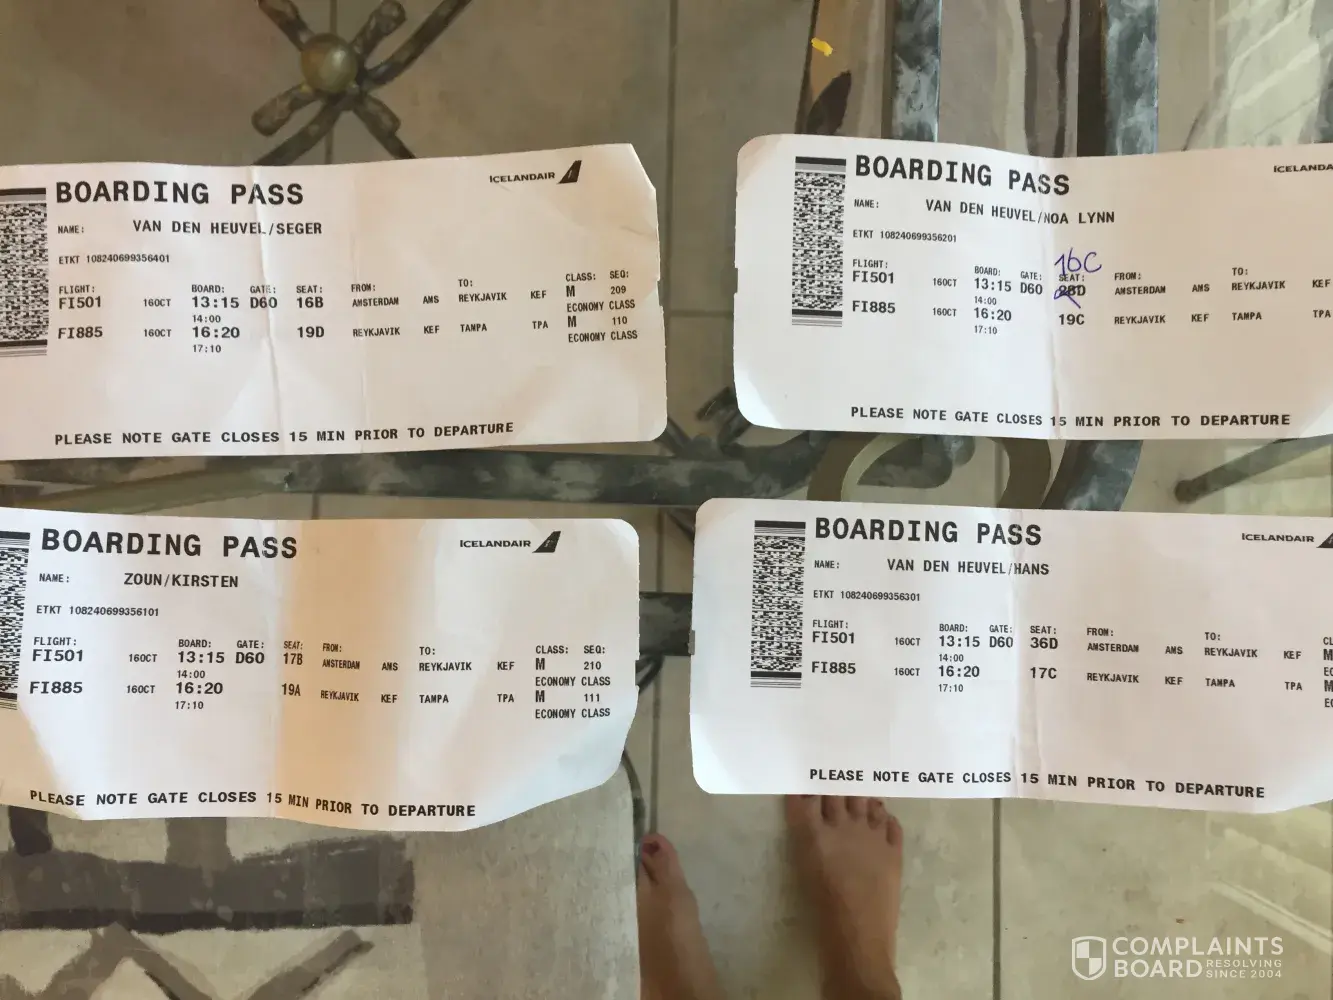 BOARDING PASS
ICELANDAIR
NAME: VAN DEN HEUVEL/SEGER
ETKT 108240699356401
FLIGHT: BOARD: GATE: SEAT: FROM: TO: CLASS: SEQ:
FI501 16OCT 13:15 D60 16B AMSTERDAM AMS REYKJAVIK KEF M 209
14:00 ECONOMY CLASS
FI885 16OCT 16:20 19D REYKJAVIK KEF TAMPA TPA M 110
17:10 ECONOMY CLASS
PLEASE NOTE GATE CLOSES 15 MIN PRIOR TO DEPARTURE
BOARDING PASS
ICELANDA
NAME: VAN DEN HEUVEL/NOA LYNN
ETKT 108240699356201
16C
FLIGHT: BOARD: GATE: SEAT: FROM: TO:
FI501 16OCT 13:15 D60 AMSTERDAM AMS REYKJAVIK KEF
14:00
FI885 16OCT 16:20 19C REYKJAVIK KEF TAMPA TPA
17:10
PLEASE NOTE GATE CLOSES 15 MIN PRIOR TO DEPARTURE
BOARDING PASS
ICELANDAIR
NAME: ZOUN/KIRSTEN
ETKT 108240699356101
FLIGHT: BOARD: GATE: SEAT: FROM: TO: CLASS: SEQ:
FI501 16OCT 13:15 D60 17B AMSTERDAM AMS REYKJAVIK KEF M 210
14:00 ECONOMY CLASS
FI885 16OCT 16:20 19A REYKJAVIK KEF TAMPA TPA M 111
17:10 ECONOMY CLASS
PLEASE NOTE GATE CLOSES 15 MIN PRIOR TO DEPARTURE
BOARDING PASS
ICELANDAIR
NAME: VAN DEN HEUVEL/HANS
ETKT 108240699356301
FLIGHT: BOARD: GATE: SEAT: FROM: TO: CL
FI501 16OCT 13:15 D60 36D AMSTERDAM AMS REYKJAVIK KEF M
14:00 EC
FI885 16OCT 16:20 17C REYKJAVIK KEF TAMPA TPA M
17:10 EC
PLEASE NOTE GATE CLOSES 15 MIN PRIOR TO DEPARTURE
COMPLAINTS
BOARD RESOLVING
SINCE 2004